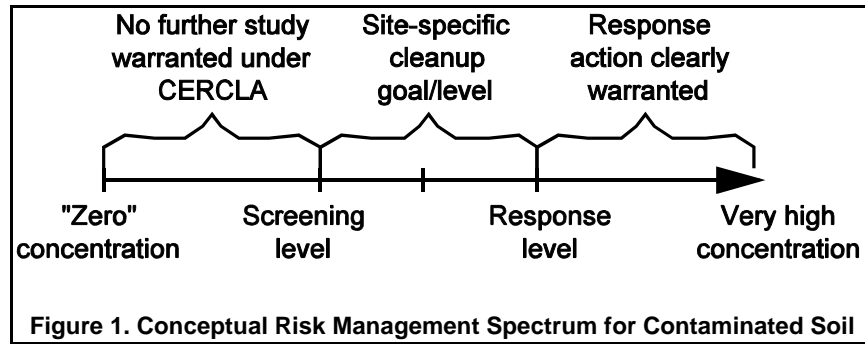 No further study
warranted under
CERCLA
Site-specific
cleanup
goal/level
Response
action clearly
warranted
"Zero"
concentration
Screening
level
Response
level
Very high
concentration
Figure 1. Conceptual Risk Management Spectrum for Contaminated Soil